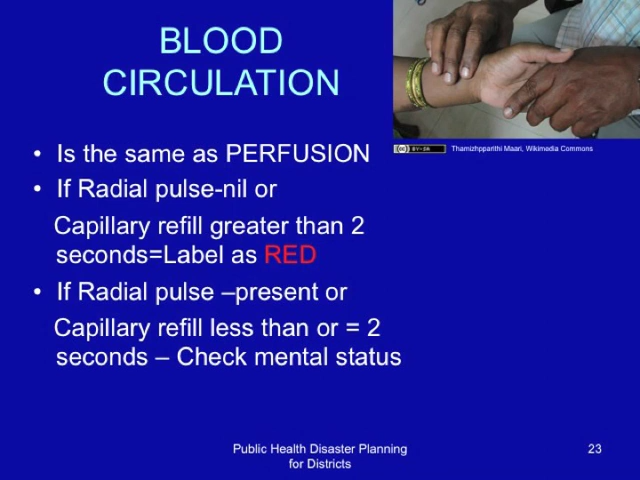 BLOOD
CIRCULATION
Thamizhpparithi Maari, Wikimedia Commons
(cc) BY-SA
• Is the same as PERFUSION
• If Radial pulse-nil or
Capillary refill greater than 2
seconds=Label as RED
• If Radial pulse –present or
Capillary refill less than or = 2
seconds – Check mental status
Public Health Disaster Planning
for Districts
23